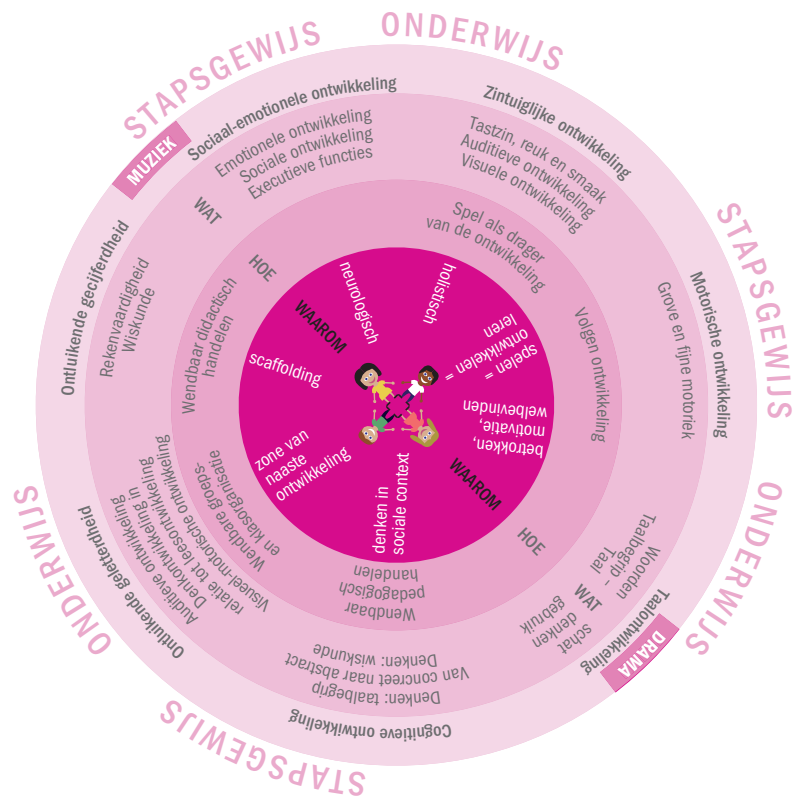 STAPSGEWIJS
ONDERWIJS
STAPSGEWIJS
ONDERWIJS
STAPSGEWIJS
ONDERWIJS
MUZIEK
DRAMA
Sociaal-emotionele ontwikkeling
Emotionele ontwikkeling
Sociale ontwikkeling
Executieve functies
Zintuiglijke ontwikkeling
Tastzin, reuk en smaak
Auditieve ontwikkeling
Visuele ontwikkeling
Motorische ontwikkeling
Grove en fijne motoriek
Taalontwikkeling
Woorden
Taalbegrip –
Taal
WAT
schat
denken
gebruik
Cognitieve ontwikkeling
Denken: wiskunde
Van concreet naar abstract
Denken: taalbegrip
Ontluikende geletterdheid
Auditieve ontwikkeling
Denkontwikkeling in
relatie tot leesontwikkeling
Visueel-motorische ontwikkeling
Ontluikende gecijferdheid
Rekenvaardigheid
Wiskunde
WAT
HOE
Spel als drager
van de ontwikkeling
Volgen ontwikkeling
HOE
Wendbaar
pedagogisch
handelen
Wendbare groeps-
en klasorganisatie
Wendbaar didactisch
handelen
WAAROM
neurologisch
holistisch
spelen =
ontwikkelen =
leren
betrokken,
motivatie,
welbevinden
WAAROM
denken in
sociale context
zone van
naaste
ontwikkeling
scaffolding